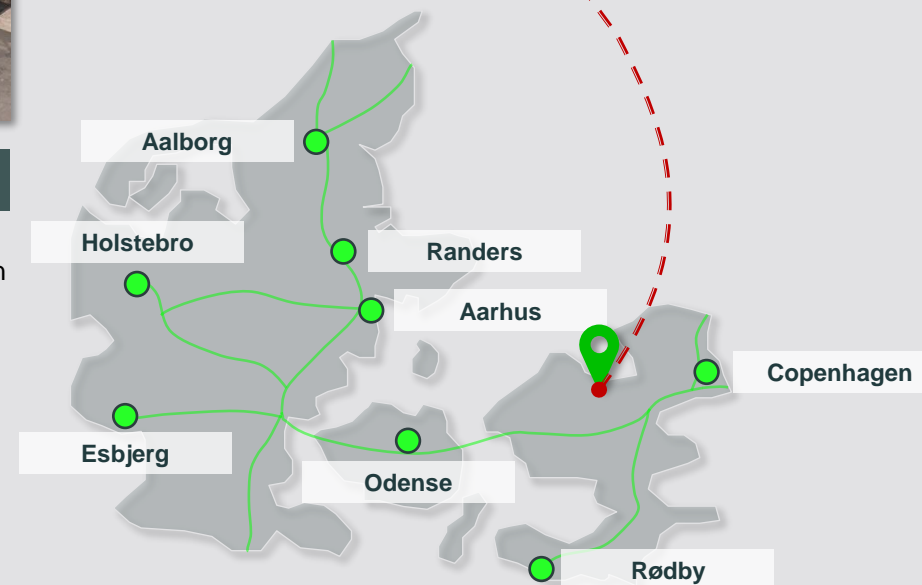 Aalborg
Holstebro
Randers
Aarhus
Copenhagen
Esbjerg
Odense
Rødby